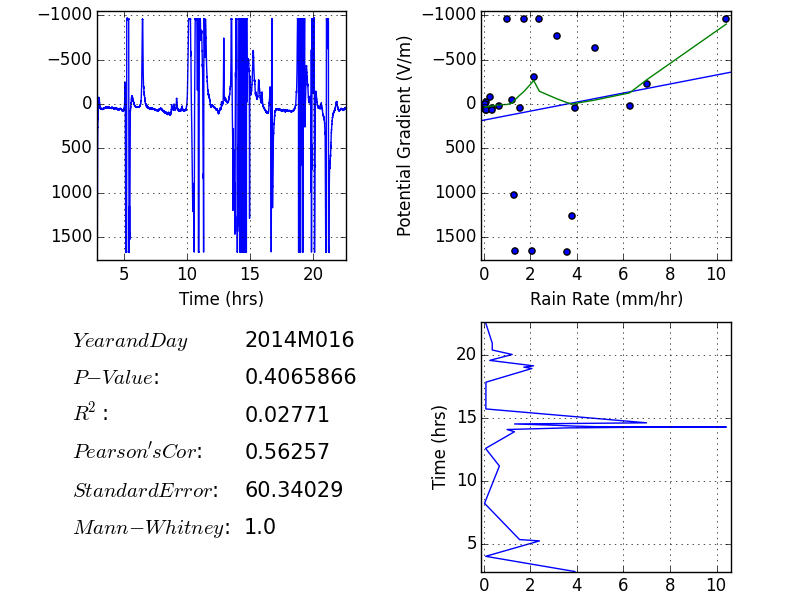 −1000
−500
0
500
1000
1500
5 10 15 20
Time (hrs)
−1000
−500
0
500
1000
1500
Potential Gradient (V/m)
0 2 4 6 8 10
Rain Rate (mm/hr)
YearandDay 2014M016
P−Value: 0.4065866
R²: 0.02771
Pearson′sCor: 0.56257
StandardError: 60.34029
Mann−Whitney: 1.0
20
15
10
5
Time (hrs)
0 2 4 6 8 10